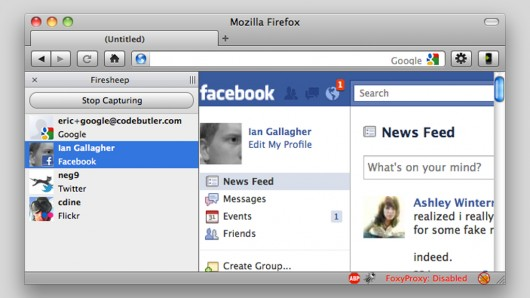 Mozilla Firefox
(Untitled)
Google
Firesheep
Stop Capturing
eric+google@codebutler.com
Google
Ian Gallagher
Facebook
neg9
Twitter
cdine
Flickr
facebook
1
Search
Ian Gallagher
Edit My Profile
News Feed
Messages
Events
1
Friends
Create Group...
News Feed
What's on your mind?
Ashley Winterr
realized i really
for some fake r
indeed.
ABP
FoxyProxy: Disabled